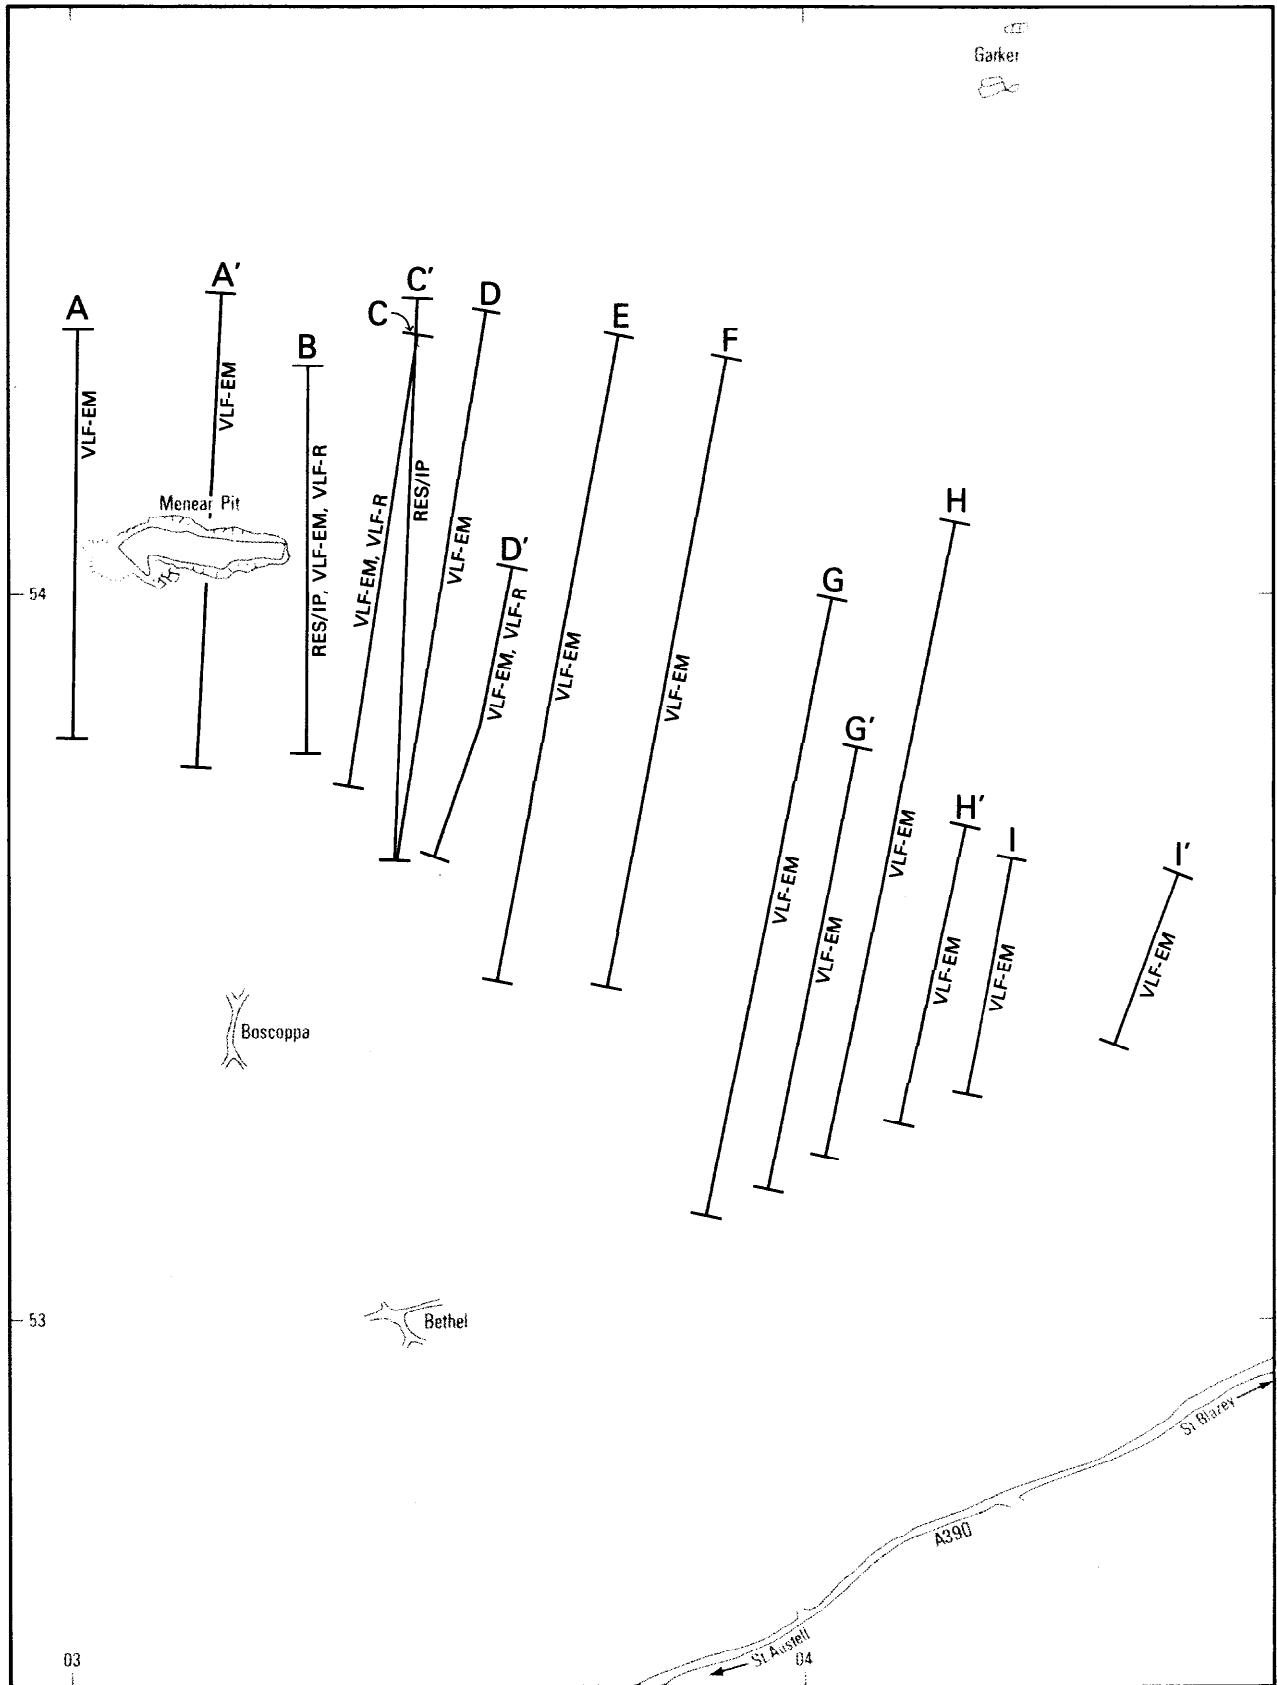 Garker
A
A'
C'
C
D
B
E
F
VLF-EM
VLF-EM
RES/IP, VLF-EM, VLF-R
VLF-EM, VLF-R
RES/IP
VLF-EM
Menear Pit
D'
VLF-EM, VLF-R
VLF-EM
VLF-EM
H
G
54
G'
VLF-EM
H'
I
I'
VLF-EM
VLF-EM
VLF-EM
VLF-EM
VLF-EM
Boscoppa
53
Bethel
St Blazey
A390
St Austell
03
04